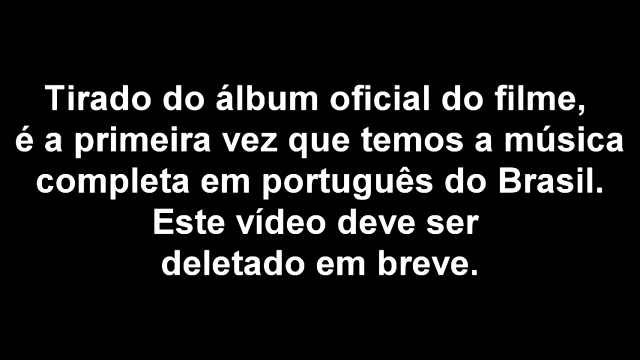 Tirado do álbum oficial do filme,
é a primeira vez que temos a música
completa em português do Brasil.
Este vídeo deve ser
deletado em breve.